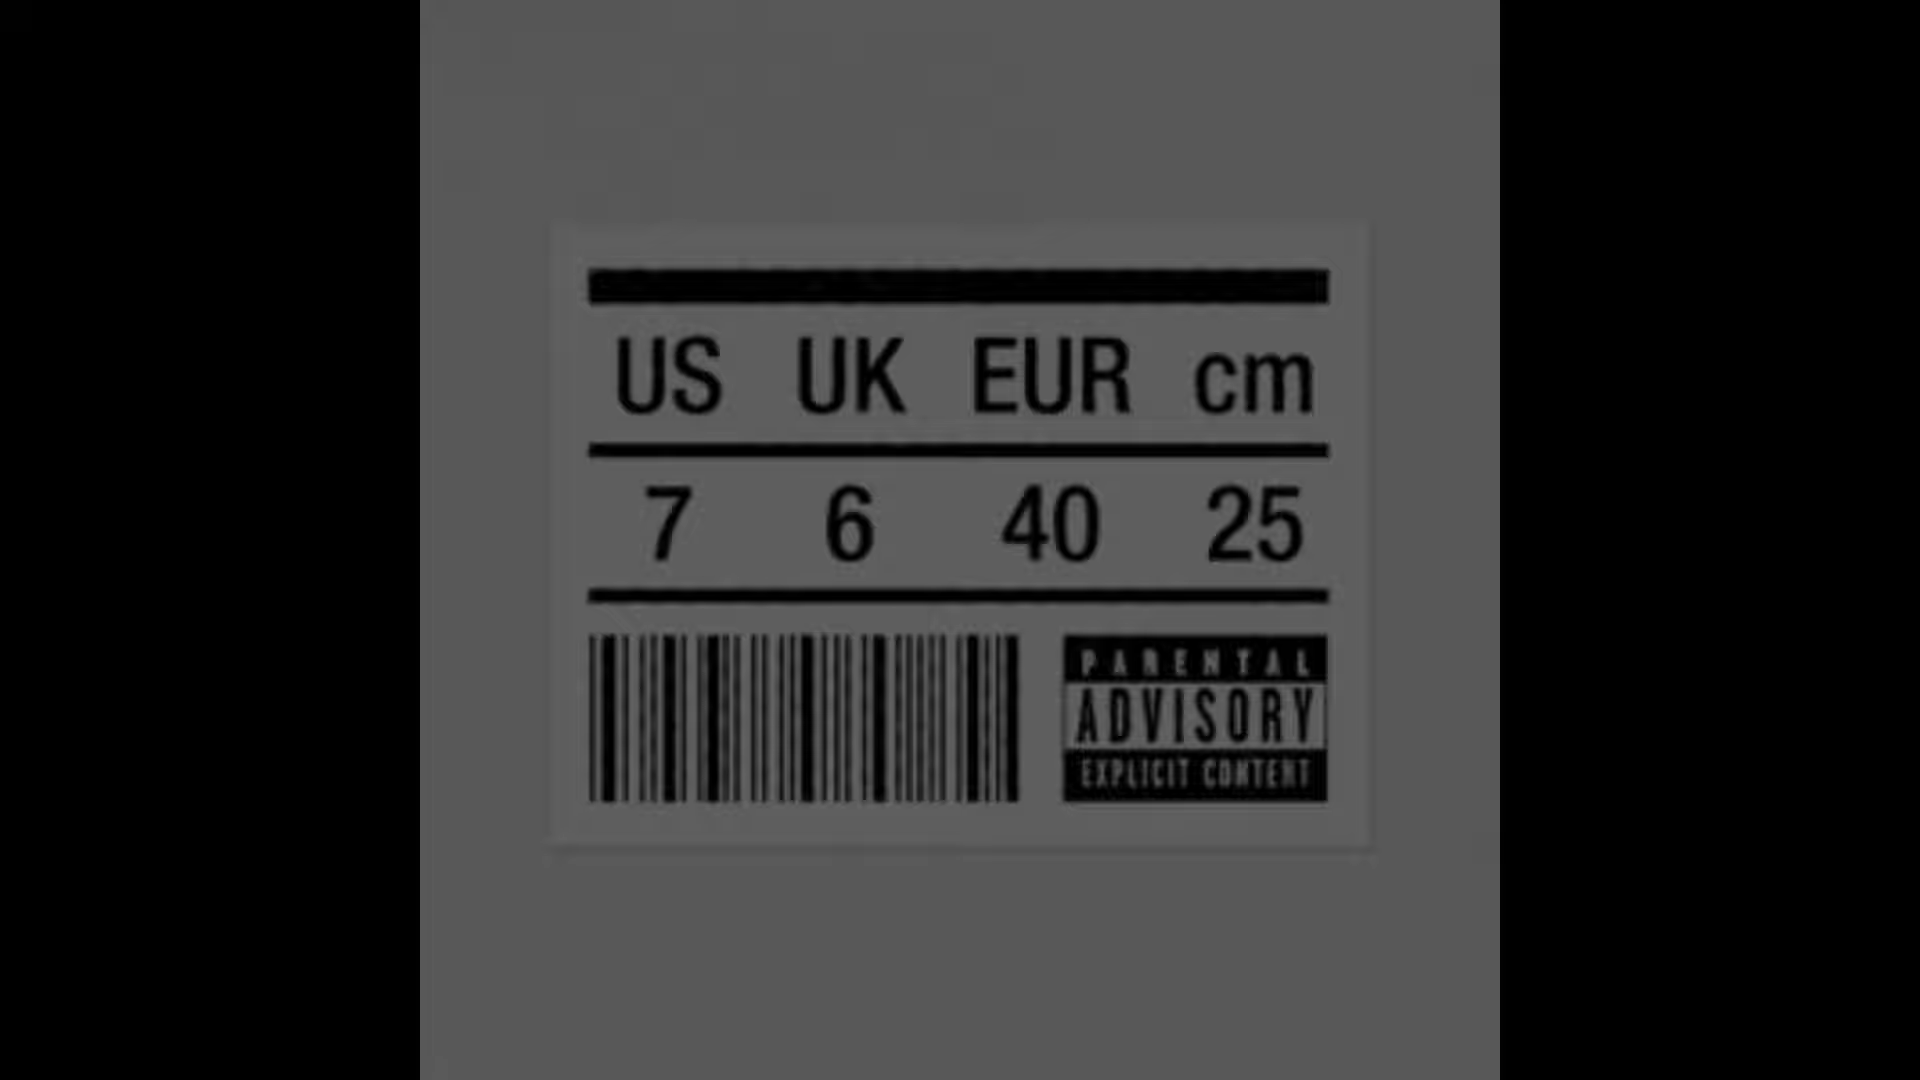 US UK EUR cm
7 6 40 25
PARENTAL
ADVISORY
EXPLICIT CONTENT